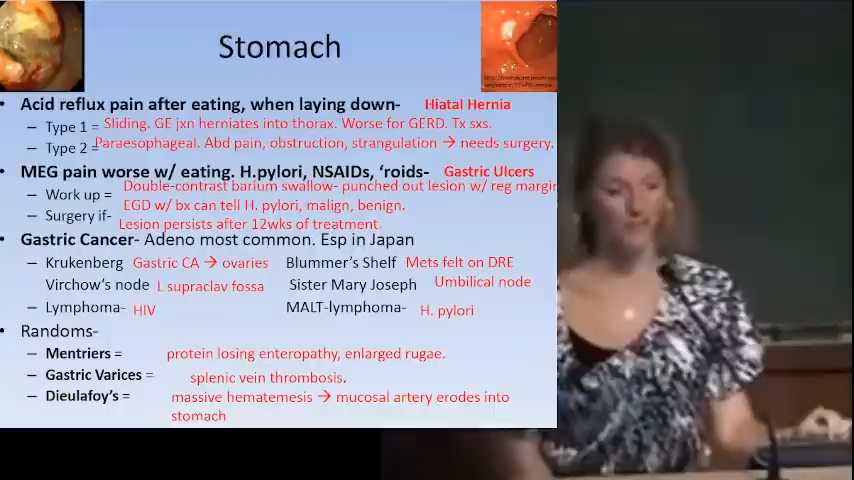 Stomach
Acid reflux pain after eating, when laying down- Hiatal Hernia
– Type 1 = Sliding. GE jxn herniates into thorax. Worse for GERD. Tx sxs.
– Type 2 = Paraesophageal. Abd pain, obstruction, strangulation → needs surgery.
MEG pain worse w/ eating. H.pylori, NSAIDs, ‘roids- Gastric Ulcers
– Work up = Double-contrast barium swallow- punched out lesion w/ reg margin
EGD w/ bx can tell H. pylori, malign, benign.
– Surgery if- Lesion persists after 12wks of treatment.
Gastric Cancer- Adeno most common. Esp in Japan
– Krukenberg Gastric CA → ovaries Blummer’s Shelf Mets felt on DRE
Virchow’s node L supraclav fossa Sister Mary Joseph Umbilical node
– Lymphoma- HIV MALT-lymphoma- H. pylori
Randoms-
– Mentriers = protein losing enteropathy, enlarged rugae.
– Gastric Varices = splenic vein thrombosis.
– Dieulafoy’s = massive hematemesis → mucosal artery erodes into
stomach